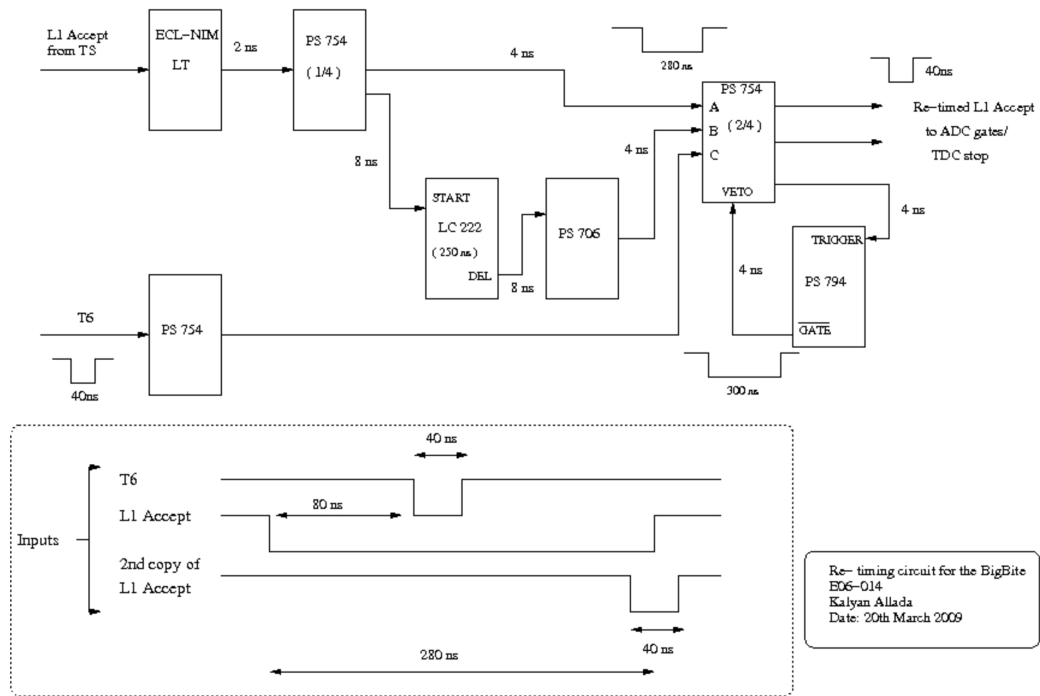 L1 Accept
from TS
ECL-NIM
LT
2 ns
PS 754
( 1/4 )
4 ns
280 ns
40ns
PS 754
A
B
C
(2/4)
VETO
Re-timed L1 Accept
to ADC gates/
TDC stop
8 ns
START
LC 222
( 250 ns )
DEL
8 ns
PS 706
4 ns
4 ns
TRIGGER
PS 794
GATE
4 ns
300 ns
T6
PS 754
40ns
40 ns
T6
80 ns
L1 Accept
Inputs
2nd copy of
L1 Accept
40 ns
280 ns
Re- timing circuit for the BigBite
E06-014
Kalyan Allada
Date: 20th March 2009